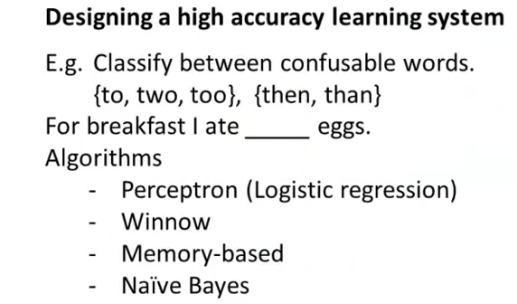 Designing a high accuracy learning system
E.g. Classify between confusable words.
{to, two, too}, {then, than}
For breakfast I ate _____ eggs.
Algorithms
- Perceptron (Logistic regression)
- Winnow
- Memory-based
- Naïve Bayes